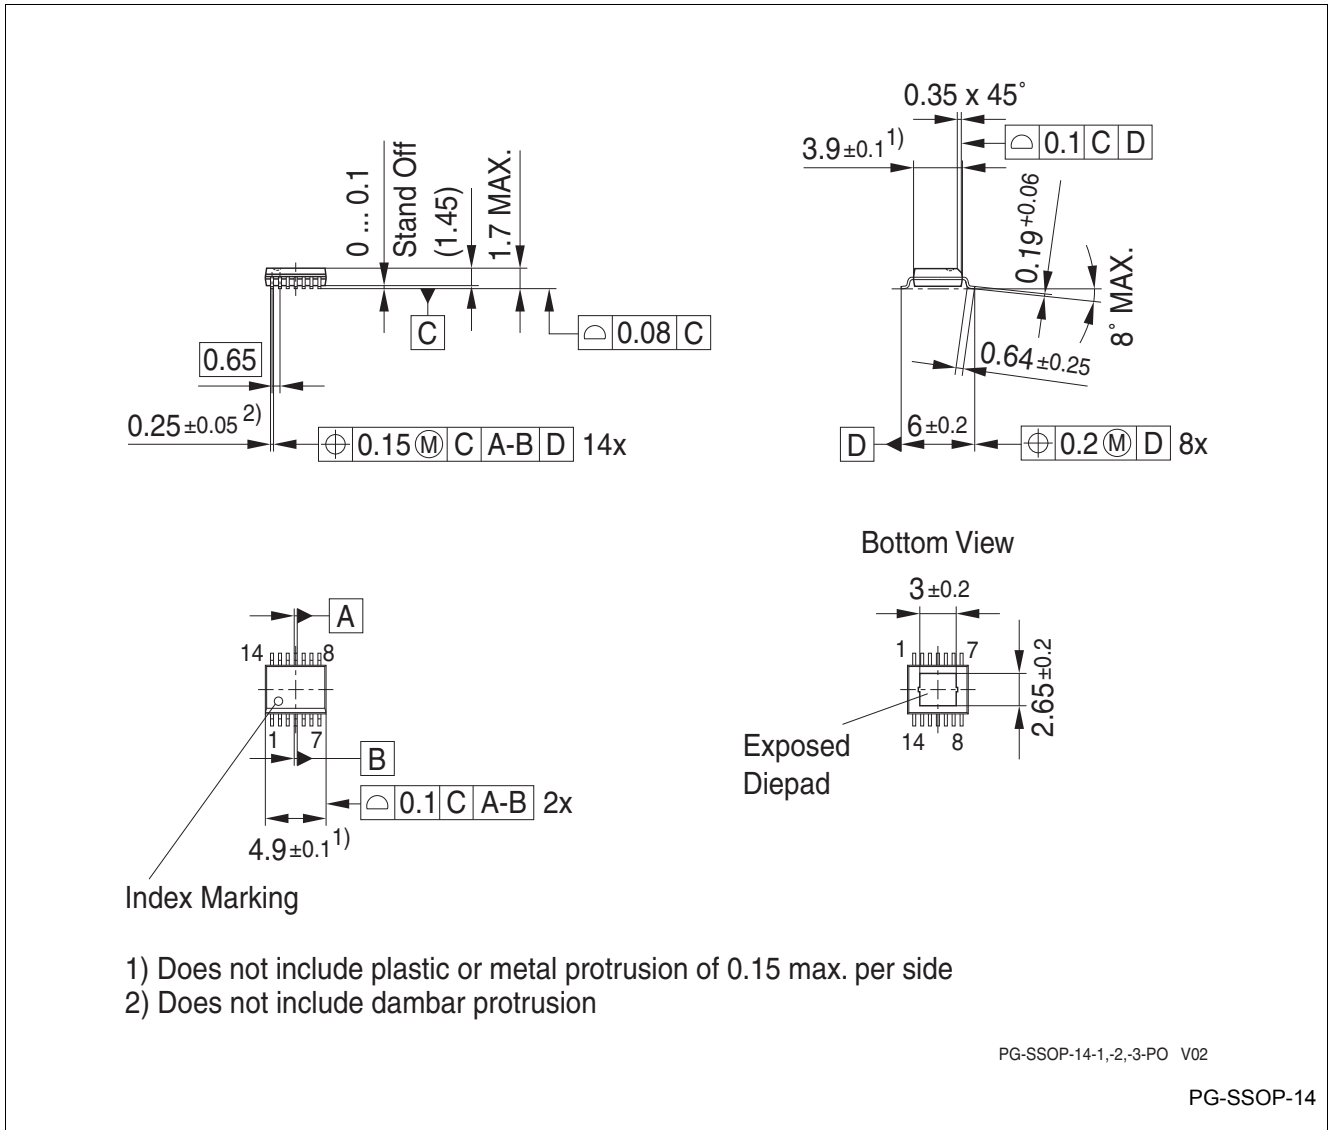 0 ... 0.1
Stand Off
(1.45)
1.7 MAX.
C
⌓ 0.08 C
0.65
0.25 ±0.05 2)
⌖ 0.15 Ⓜ C A-B D 14x
0.35 x 45°
3.9 ±0.1 1)
⌓ 0.1 C D
0.19 +0.06
8° MAX.
0.64 ±0.25
D
6 ±0.2
⌖ 0.2 Ⓜ D 8x
A
14 8
1 7
B
⌓ 0.1 C A-B 2x
4.9 ±0.1 1)
Index Marking
Bottom View
3 ±0.2
1 7
2.65 ±0.2
14 8
Exposed
Diepad
1) Does not include plastic or metal protrusion of 0.15 max. per side
2) Does not include dambar protrusion
PG-SSOP-14-1,-2,-3-PO V02
PG-SSOP-14